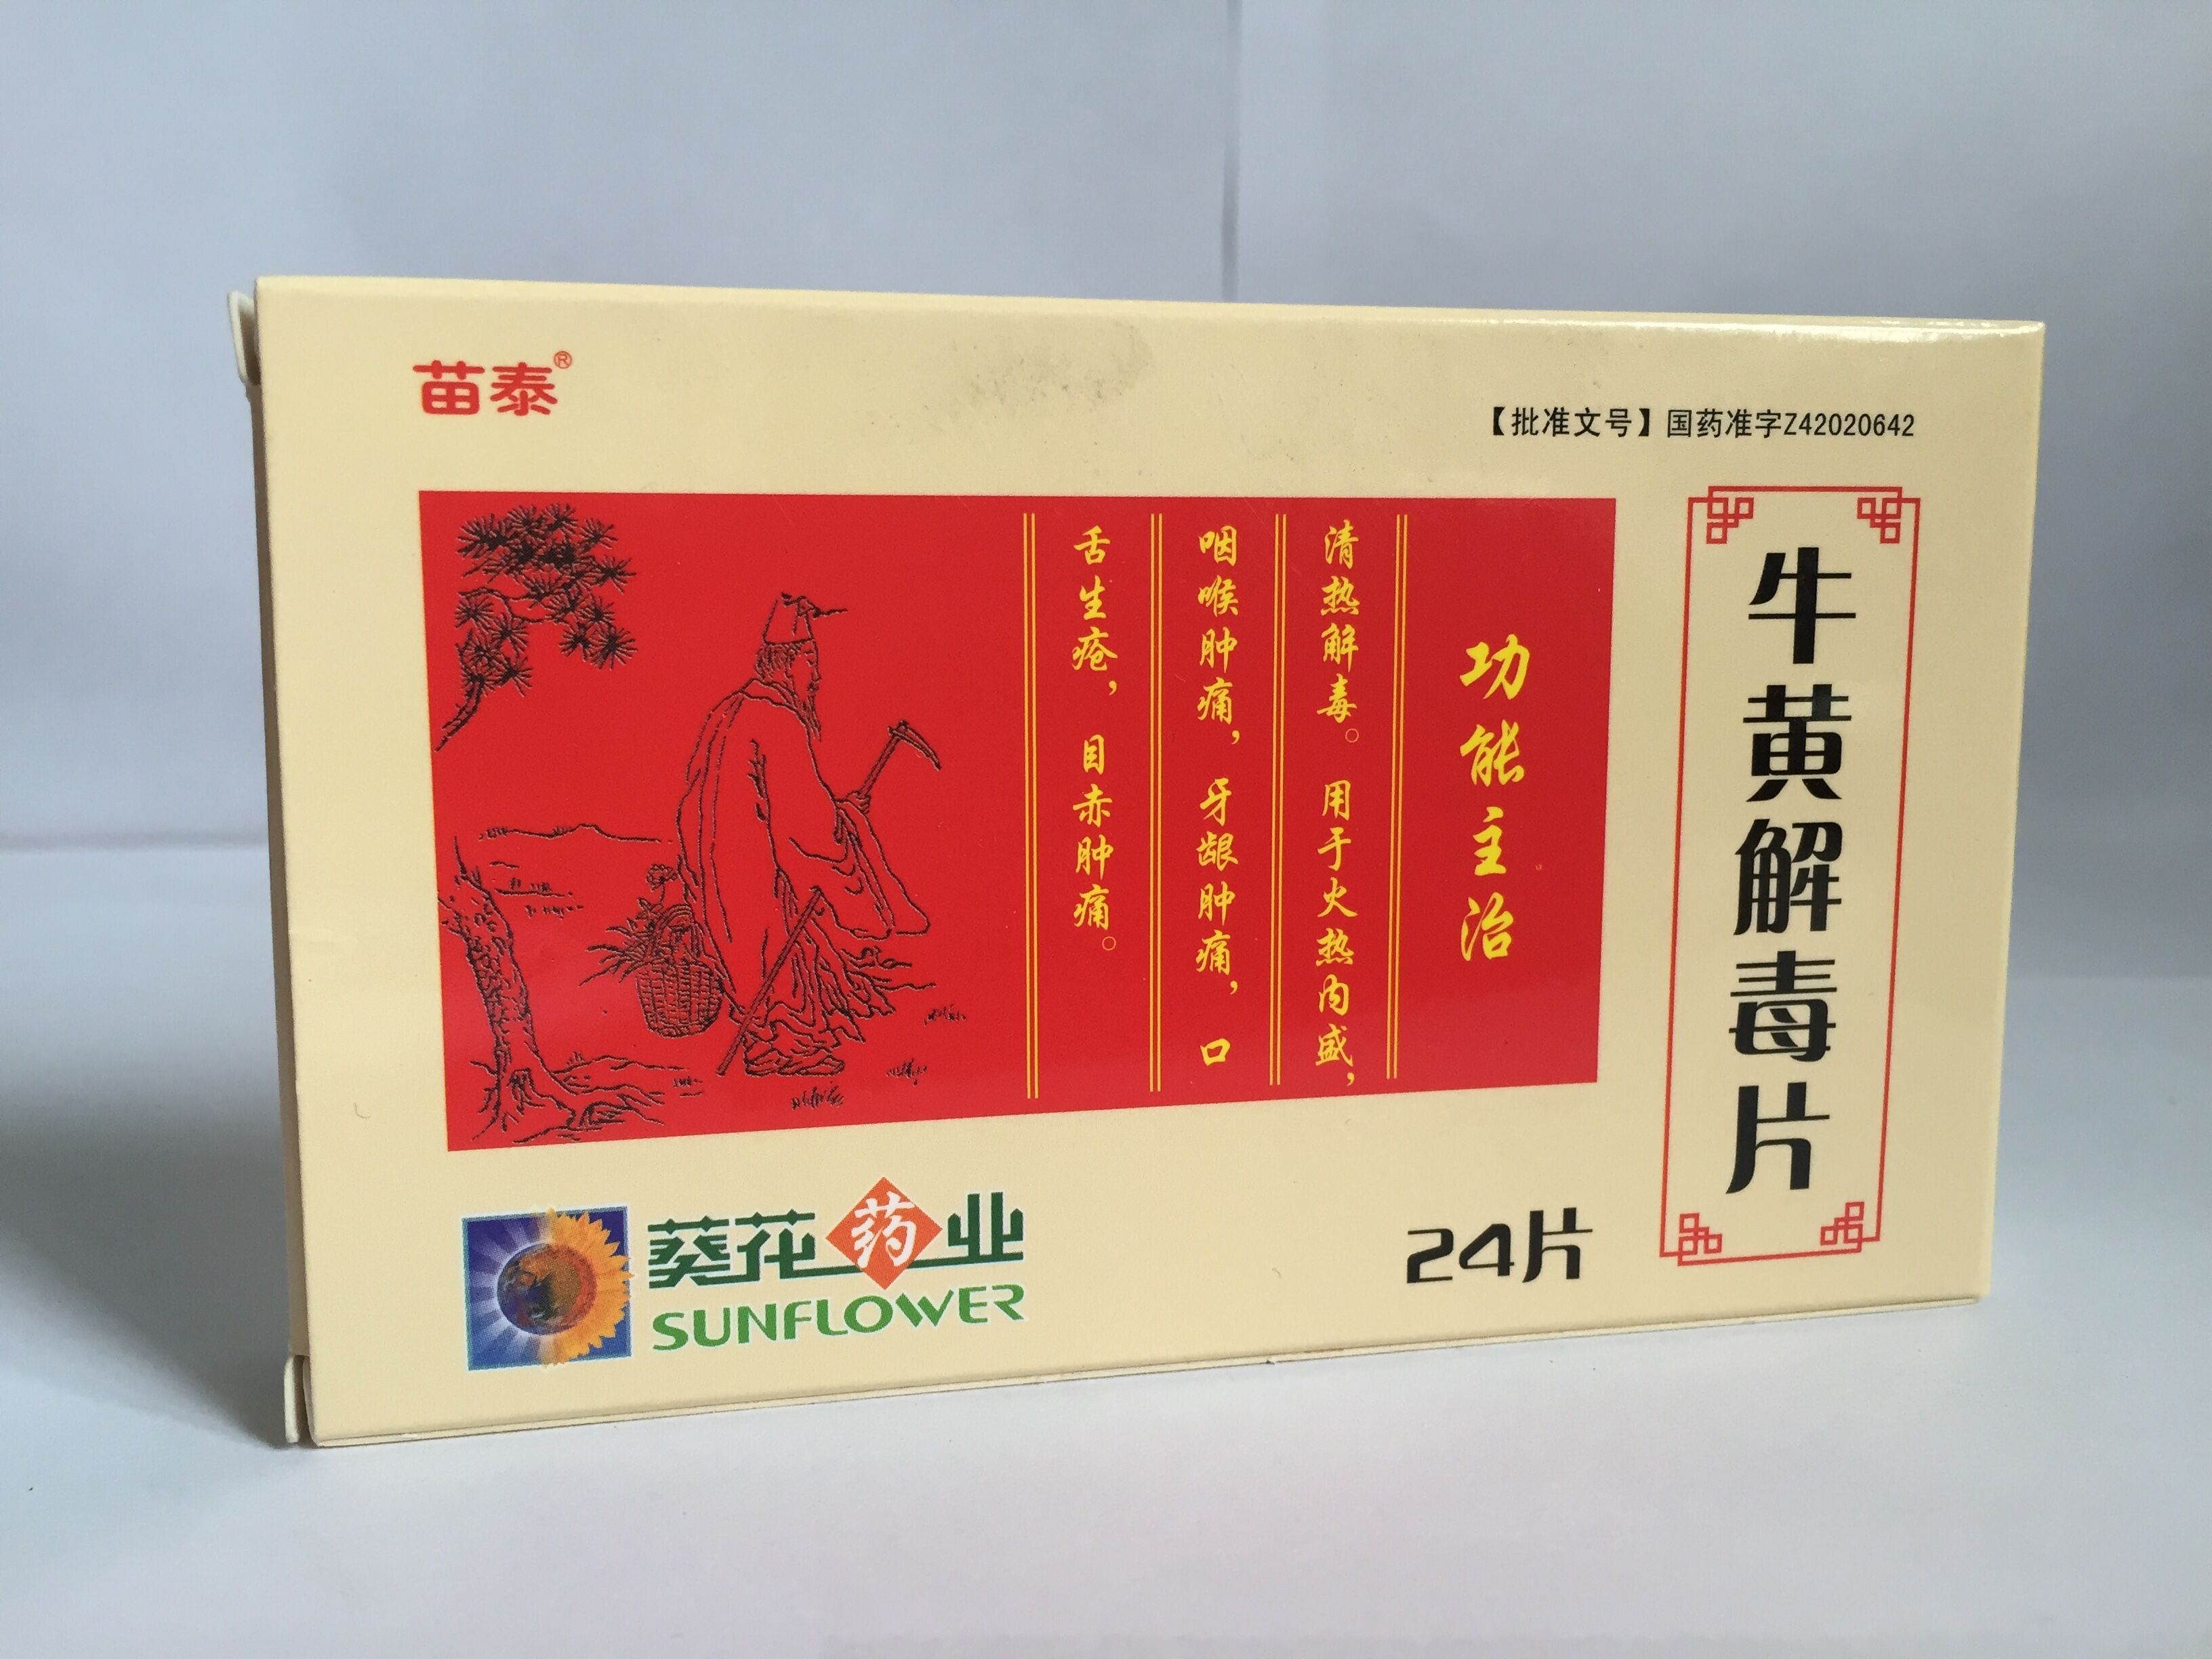 苗泰®
【批准文号】国药准字Z42020642
牛黄解毒片
功能主治
清热解毒。用于火热内盛，
咽喉肿痛，牙龈肿痛，口
舌生疮，目赤肿痛。
葵花药业
SUNFLOWER
24片